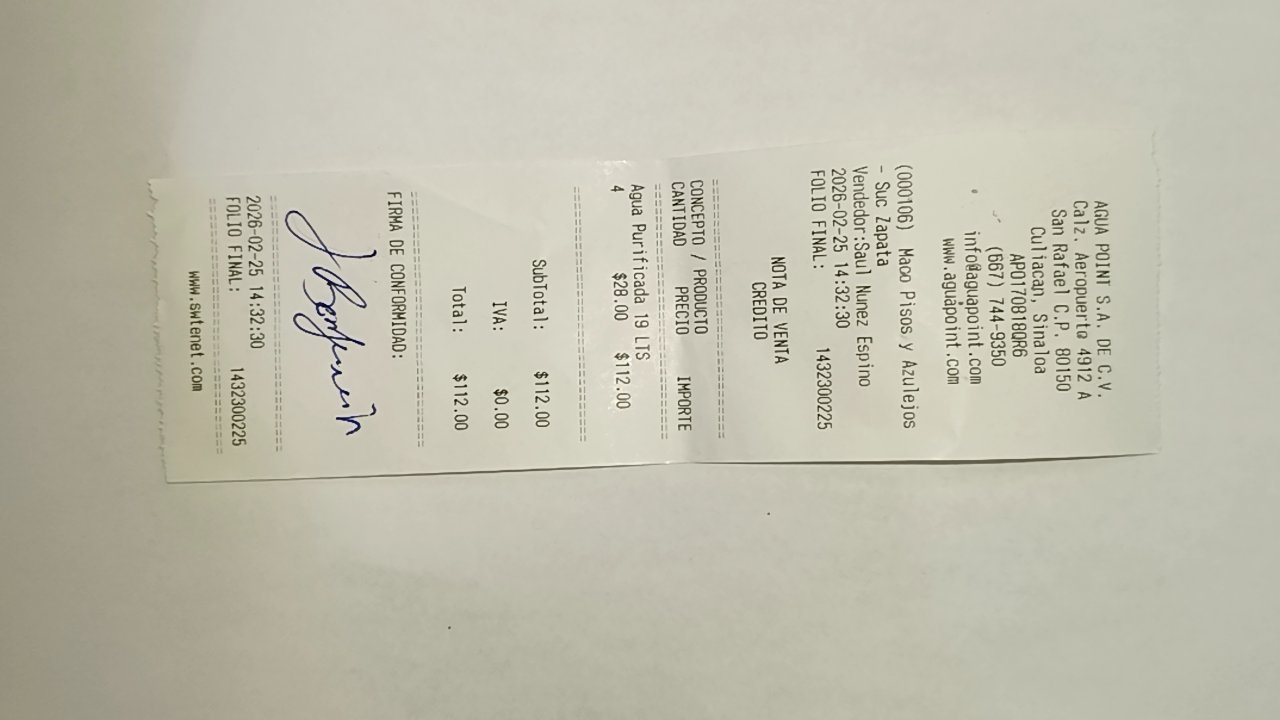 AGUA POINT S.A. DE C.V.
Calz. Aeropuerto 4912 A
San Rafael C.P. 80150
Culiacan, Sinaloa
APO170818QR6
(667) 744-9350
info@aguapoint.com
www.aguapoint.com
(000106) Maoo Pisos y Azulejos
- Suc Zapata
Vendedor:Saul Nunez Espino
2026-02-25 14:32:30
FOLIO FINAL: 1432300225
NOTA DE VENTA
CREDITO
CONCEPTO / PRODUCTO
CANTIDAD PRECIO IMPORTE
Agua Purificada 19 LTS
4 $28.00 $112.00
SubTotal: $112.00
IVA: $0.00
Total: $112.00
FIRMA DE CONFORMIDAD:
2026-02-25 14:32:30
FOLIO FINAL: 1432300225
www.swtenet.com